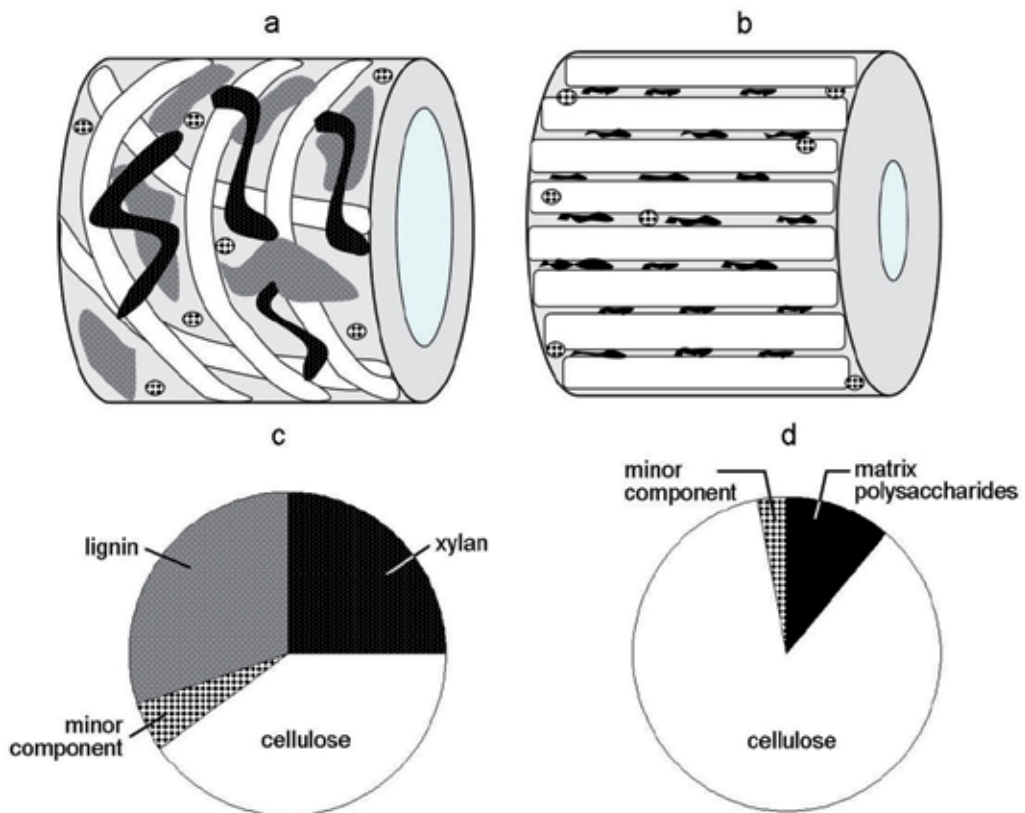 a
b
c
d
lignin
xylan
minor
component
cellulose
minor
component
matrix
polysaccharides
cellulose